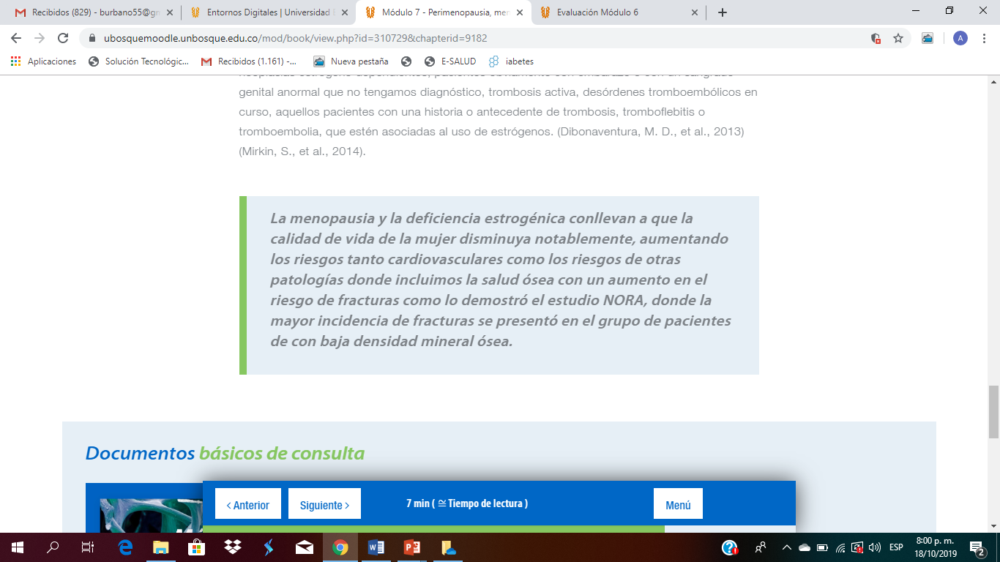 Recibidos (829) - burbano55@gm
Entornos Digitales | Universidad E
Módulo 7 - Perimenopausia, men
Evaluación Módulo 6
ubosquemoodle.unbosque.edu.co/mod/book/view.php?id=310729&chapterid=9182
A
Aplicaciones
Solución Tecnológic...
Recibidos (1.161) -...
Nueva pestaña
E-SALUD
iabetes
genital anormal que no tengamos diagnóstico, trombosis activa, desórdenes tromboembólicos en
curso, aquellos pacientes con una historia o antecedente de trombosis, tromboflebitis o
tromboembolia, que estén asociadas al uso de estrógenos. (Dibonaventura, M. D., et al., 2013)
(Mirkin, S., et al., 2014).
La menopausia y la deficiencia estrogénica conllevan a que la
calidad de vida de la mujer disminuya notablemente, aumentando
los riesgos tanto cardiovasculares como los riesgos de otras
patologías donde incluimos la salud ósea con un aumento en el
riesgo de fracturas como lo demostró el estudio NORA, donde la
mayor incidencia de fracturas se presentó en el grupo de pacientes
de con baja densidad mineral ósea.
Documentos básicos de consulta
< Anterior
Siguiente >
7 min ( ≅ Tiempo de lectura )
Menú
ESP
8:00 p. m.
18/10/2019
2